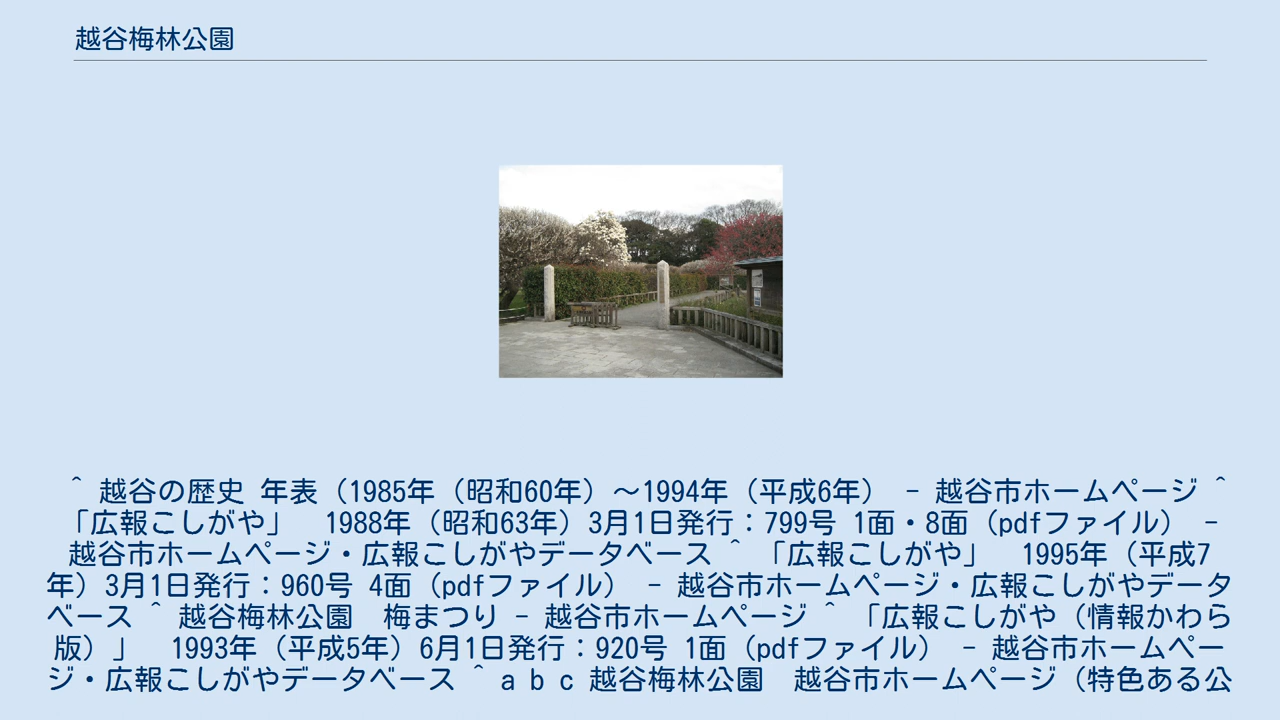 越谷梅林公園
^ 越谷の歴史 年表（1985年（昭和60年）～1994年（平成6年） - 越谷市ホームページ ^
「広報こしがや」　1988年（昭和63年）3月1日発行：799号 1面・8面（pdfファイル） -
越谷市ホームページ・広報こしがやデータベース ^ 「広報こしがや」　1995年（平成7
年）3月1日発行：960号 4面（pdfファイル） - 越谷市ホームページ・広報こしがやデータ
ベース ^ 越谷梅林公園　梅まつり - 越谷市ホームページ ^ 「広報こしがや（情報かわら
版）」　1993年（平成5年）6月1日発行：920号 1面（pdfファイル） - 越谷市ホームペー
ジ・広報こしがやデータベース ^ a b c 越谷梅林公園　越谷市ホームページ（特色ある公